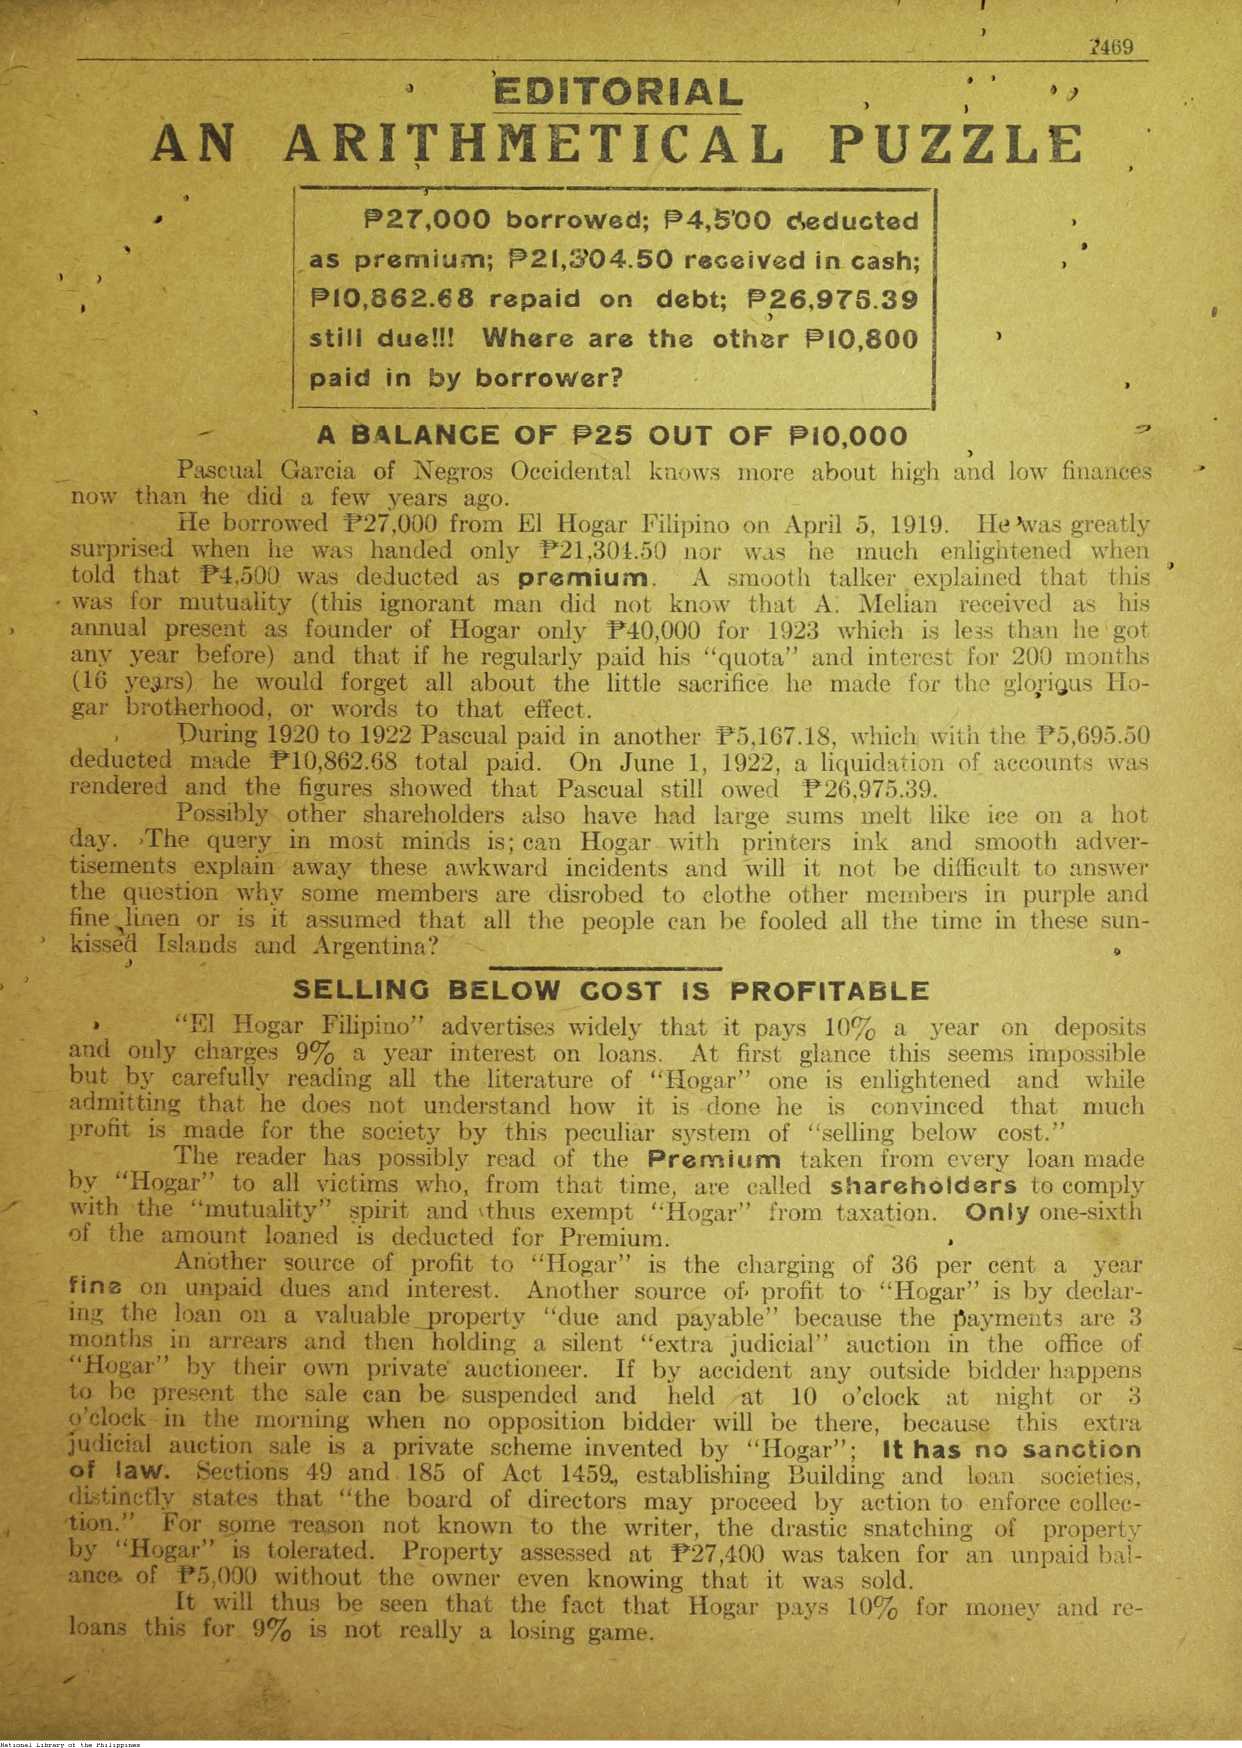 7469
EDITORIAL
AN ARITHMETICAL PUZZLE
₱27,000 borrowed; ₱4,500 deducted
as premium; ₱21,304.50 received in cash;
₱10,862.68 repaid on debt; ₱26,975.39
still due!!! Where are the other ₱10,800
paid in by borrower?
A BALANCE OF ₱25 OUT OF ₱10,000
Pascual Garcia of Negros Occidental knows more about high and low finances
now than he did a few years ago.
He borrowed ₱27,000 from El Hogar Filipino on April 5, 1919. He was greatly
surprised when he was handed only ₱21,304.50 nor was he much enlightened when
told that ₱4,500 was deducted as premium. A smooth talker explained that this
was for mutuality (this ignorant man did not know that A. Melian received as his
annual present as founder of Hogar only ₱40,000 for 1923 which is less than he got
any year before) and that if he regularly paid his "quota" and interest for 200 months
(16 years) he would forget all about the little sacrifice he made for the glorious Ho-
gar brotherhood, or words to that effect.
During 1920 to 1922 Pascual paid in another ₱5,167.18, which with the ₱5,695.50
deducted made ₱10,862.68 total paid. On June 1, 1922, a liquidation of accounts was
rendered and the figures showed that Pascual still owed ₱26,975.39.
Possibly other shareholders also have had large sums melt like ice on a hot
day. The query in most minds is; can Hogar with printers ink and smooth adver-
tisements explain away these awkward incidents and will it not be difficult to answer
the question why some members are disrobed to clothe other members in purple and
fine linen or is it assumed that all the people can be fooled all the time in these sun-
kissed Islands and Argentina?
SELLING BELOW COST IS PROFITABLE
"El Hogar Filipino" advertises widely that it pays 10% a year on deposits
and only charges 9% a year interest on loans. At first glance this seems impossible
but by carefully reading all the literature of "Hogar" one is enlightened and while
admitting that he does not understand how it is done he is convinced that much
profit is made for the society by this peculiar system of "selling below cost."
The reader has possibly read of the Premium taken from every loan made
by "Hogar" to all victims who, from that time, are called shareholders to comply
with the "mutuality" spirit and thus exempt "Hogar" from taxation. Only one-sixth
of the amount loaned is deducted for Premium.
Another source of profit to "Hogar" is the charging of 36 per cent a year
fine on unpaid dues and interest. Another source of profit to "Hogar" is by declar-
ing the loan on a valuable property "due and payable" because the payments are 3
months in arrears and then holding a silent "extra judicial" auction in the office of
"Hogar" by their own private auctioneer. If by accident any outside bidder happens
to be present the sale can be suspended and held at 10 o'clock at night or 3
o'clock in the morning when no opposition bidder will be there, because this extra
judicial auction sale is a private scheme invented by "Hogar"; It has no sanction
of law. Sections 49 and 185 of Act 1459, establishing Building and loan societies,
distinctly states that "the board of directors may proceed by action to enforce collec-
tion." For some reason not known to the writer, the drastic snatching of property
by "Hogar" is tolerated. Property assessed at ₱27,400 was taken for an unpaid bal-
ance of ₱5,000 without the owner even knowing that it was sold.
It will thus be seen that the fact that Hogar pays 10% for money and re-
loans this for 9% is not really a losing game.
National Library of the Philippines